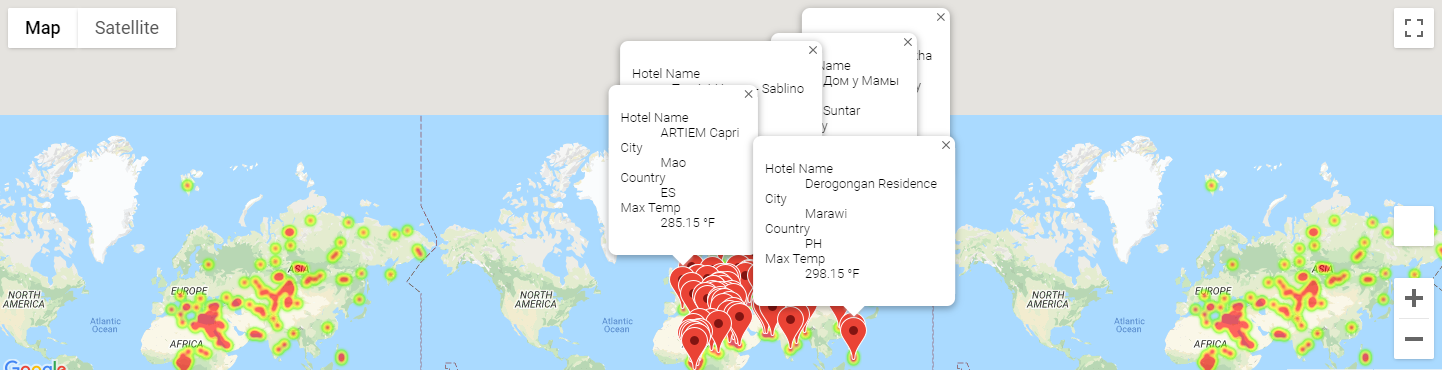 Map
Satellite
Name
Дом у Мамы
Suntar
Hotel Name
- Sablino
Hotel Name
ARTIEM Capri
City
Mao
Country
ES
Max Temp
285.15 °F
Hotel Name
Derogongan Residence
City
Marawi
Country
PH
Max Temp
298.15 °F
NORTH
AMERICA
Atlantic
Ocean
EUROPE
ASIA
AFRICA
NORTH
AMERICA
Atlantic
Ocean
NORTH
AMERICA
Atlantic
Ocean
EUROPE
ASIA
AFRICA
Google